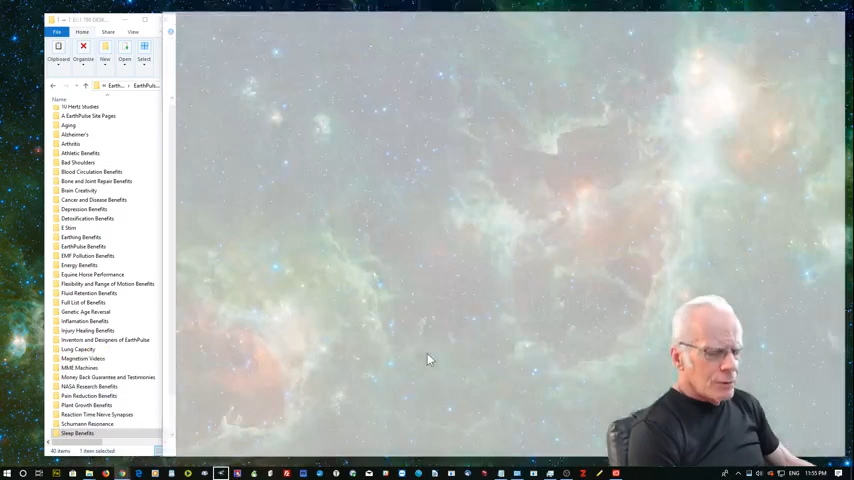 File Home Share View
Clipboard Organize New Open Select
Earth... > EarthPuls...
Name
10 Hertz Studies
A EarthPulse Site Pages
Aging
Alzheimer's
Arthritis
Athletic Benefits
Bad Shoulders
Blood Circulation Benefits
Bone and Joint Repair Benefits
Brain Creativity
Cancer and Disease Benefits
Depression Benefits
Detoxification Benefits
E Stim
Earthing Benefits
EarthPulse Benefits
EMF Pollution Benefits
Energy Benefits
Equine Horse Performance
Flexibility and Range of Motion Benefits
Fluid Retention Benefits
Full List of Benefits
Genetic Age Reversal
Inflamation Benefits
Injury Healing Benefits
Inventors and Designers of EarthPulse
Lung Capacity
Magnetism Videos
MME Machines
Money Back Guarantee and Testimonies
NASA Research Benefits
Pain Reduction Benefits
Plant Growth Benefits
Reaction Time Nerve Synapses
Schumann Resonance
Sleep Benefits
40 items 1 item selected
ENG 11:55 PM